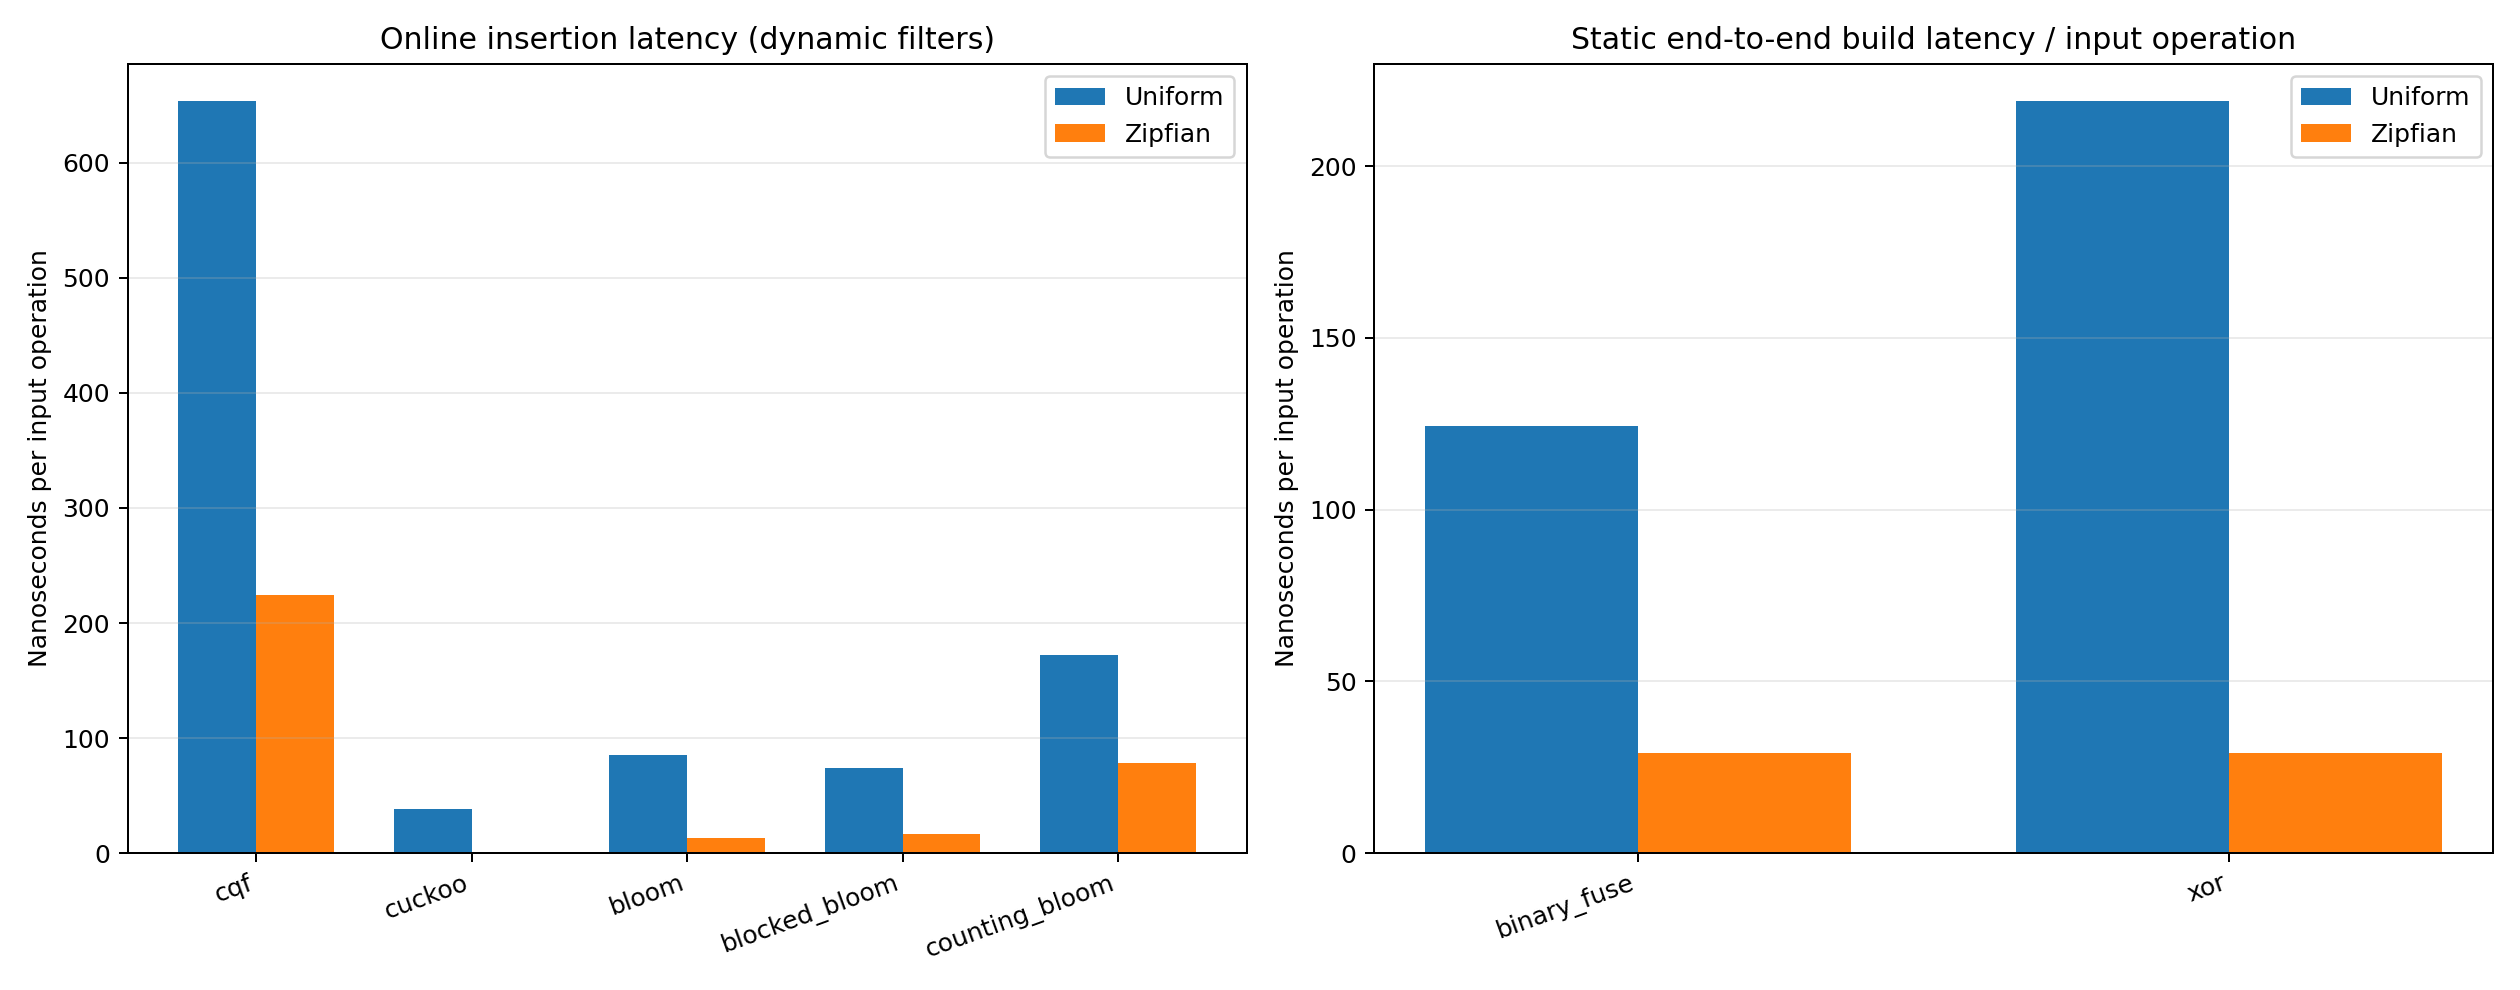 Online insertion latency (dynamic filters)
Nanoseconds per input operation
600
500
400
300
200
100
0
Uniform
Zipfian
cqf
cuckoo
bloom
blocked_bloom
counting_bloom
Static end-to-end build latency / input operation
Nanoseconds per input operation
200
150
100
50
0
Uniform
Zipfian
binary_fuse
xor